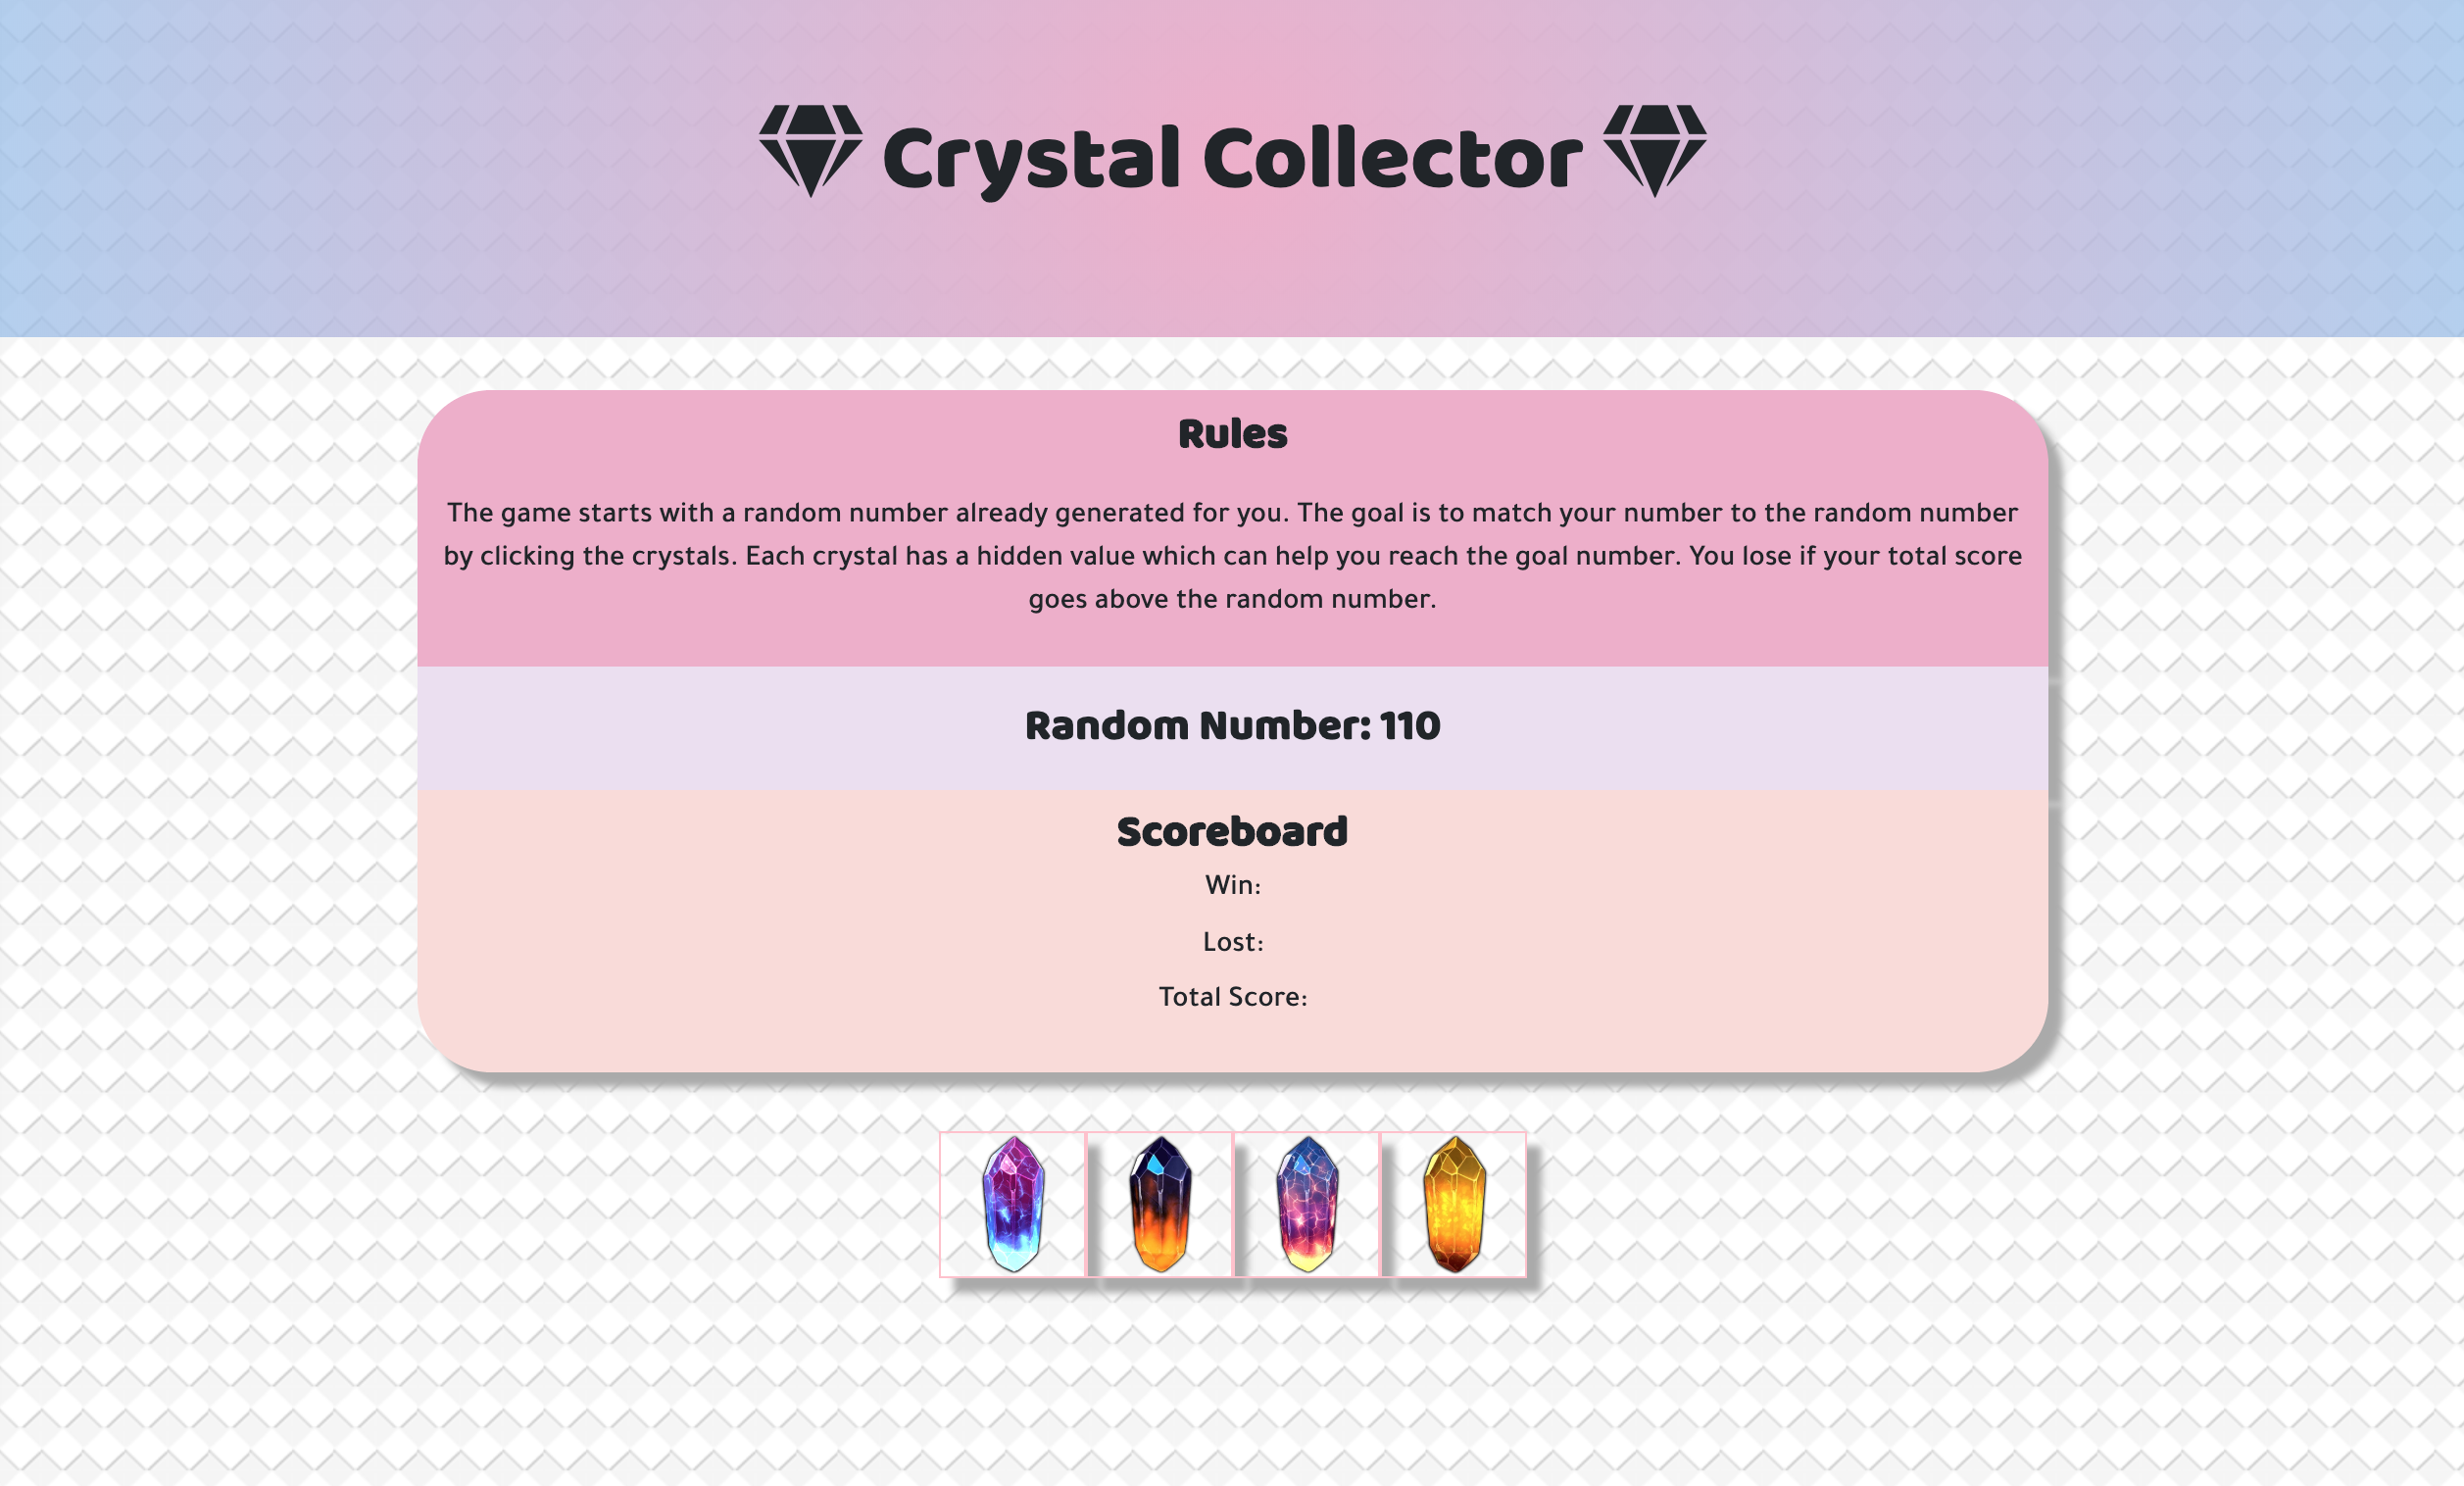 Crystal Collector
Rules
The game starts with a random number already generated for you. The goal is to match your number to the random number
by clicking the crystals. Each crystal has a hidden value which can help you reach the goal number. You lose if your total score
goes above the random number.
Random Number: 110
Scoreboard
Win:
Lost:
Total Score: